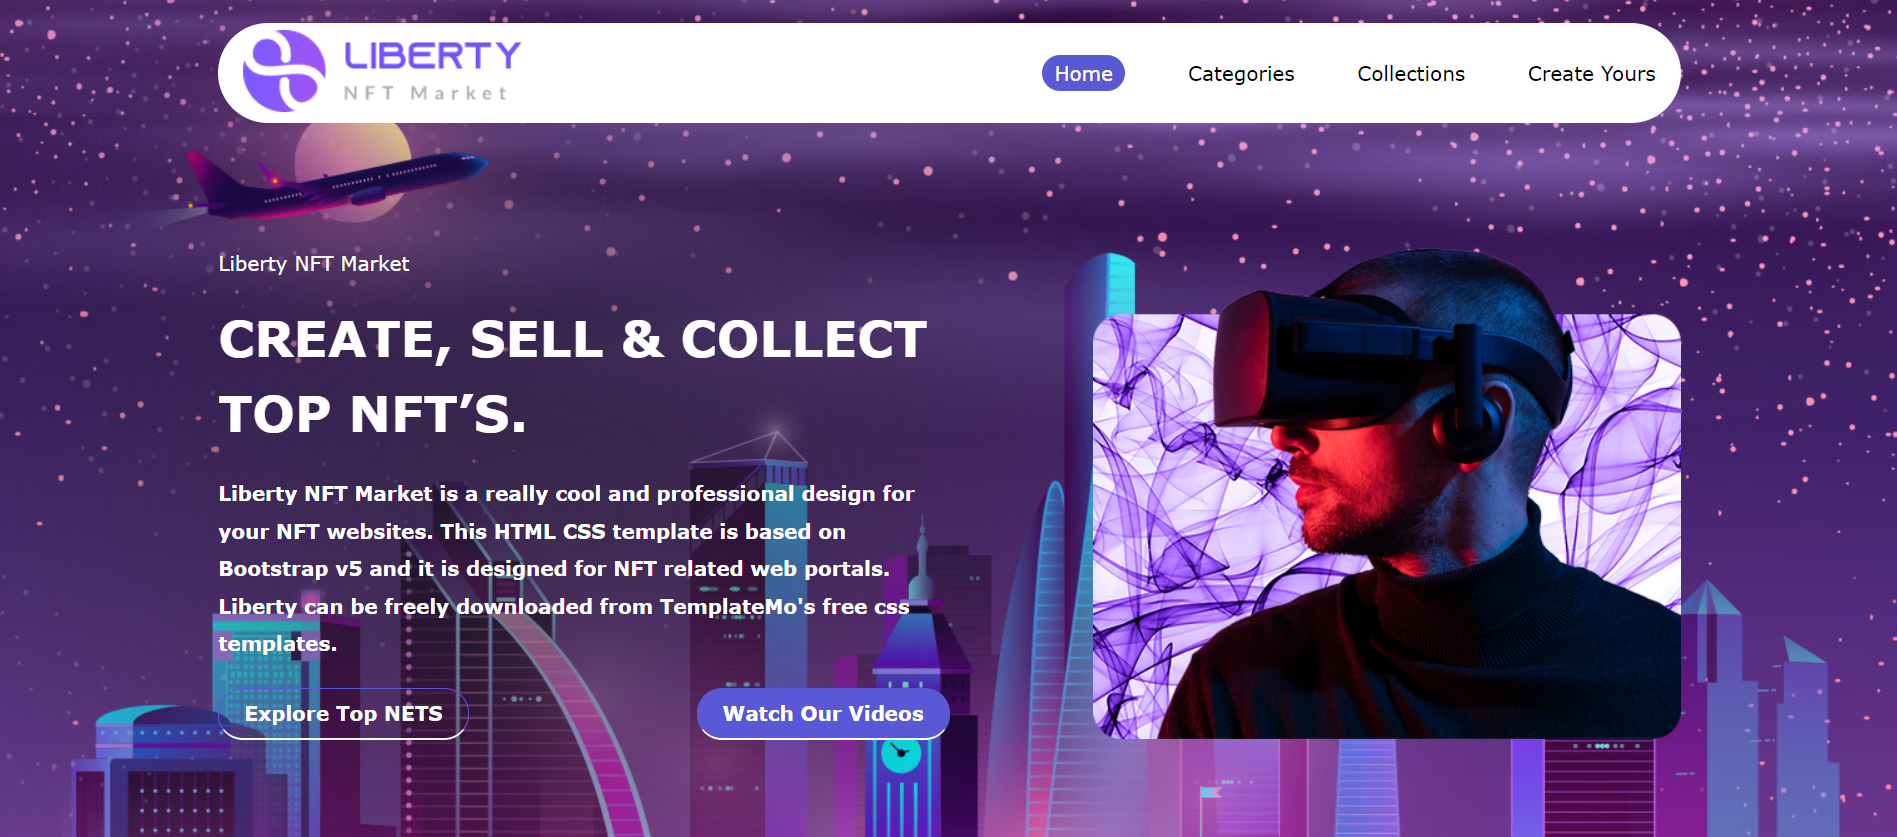 LIBERTY
NFT Market
Home
Categories
Collections
Create Yours
Liberty NFT Market
CREATE, SELL & COLLECT
TOP NFT’S.
Liberty NFT Market is a really cool and professional design for
your NFT websites. This HTML CSS template is based on
Bootstrap v5 and it is designed for NFT related web portals.
Liberty can be freely downloaded from TemplateMo's free css
templates.
Explore Top NETS
Watch Our Videos